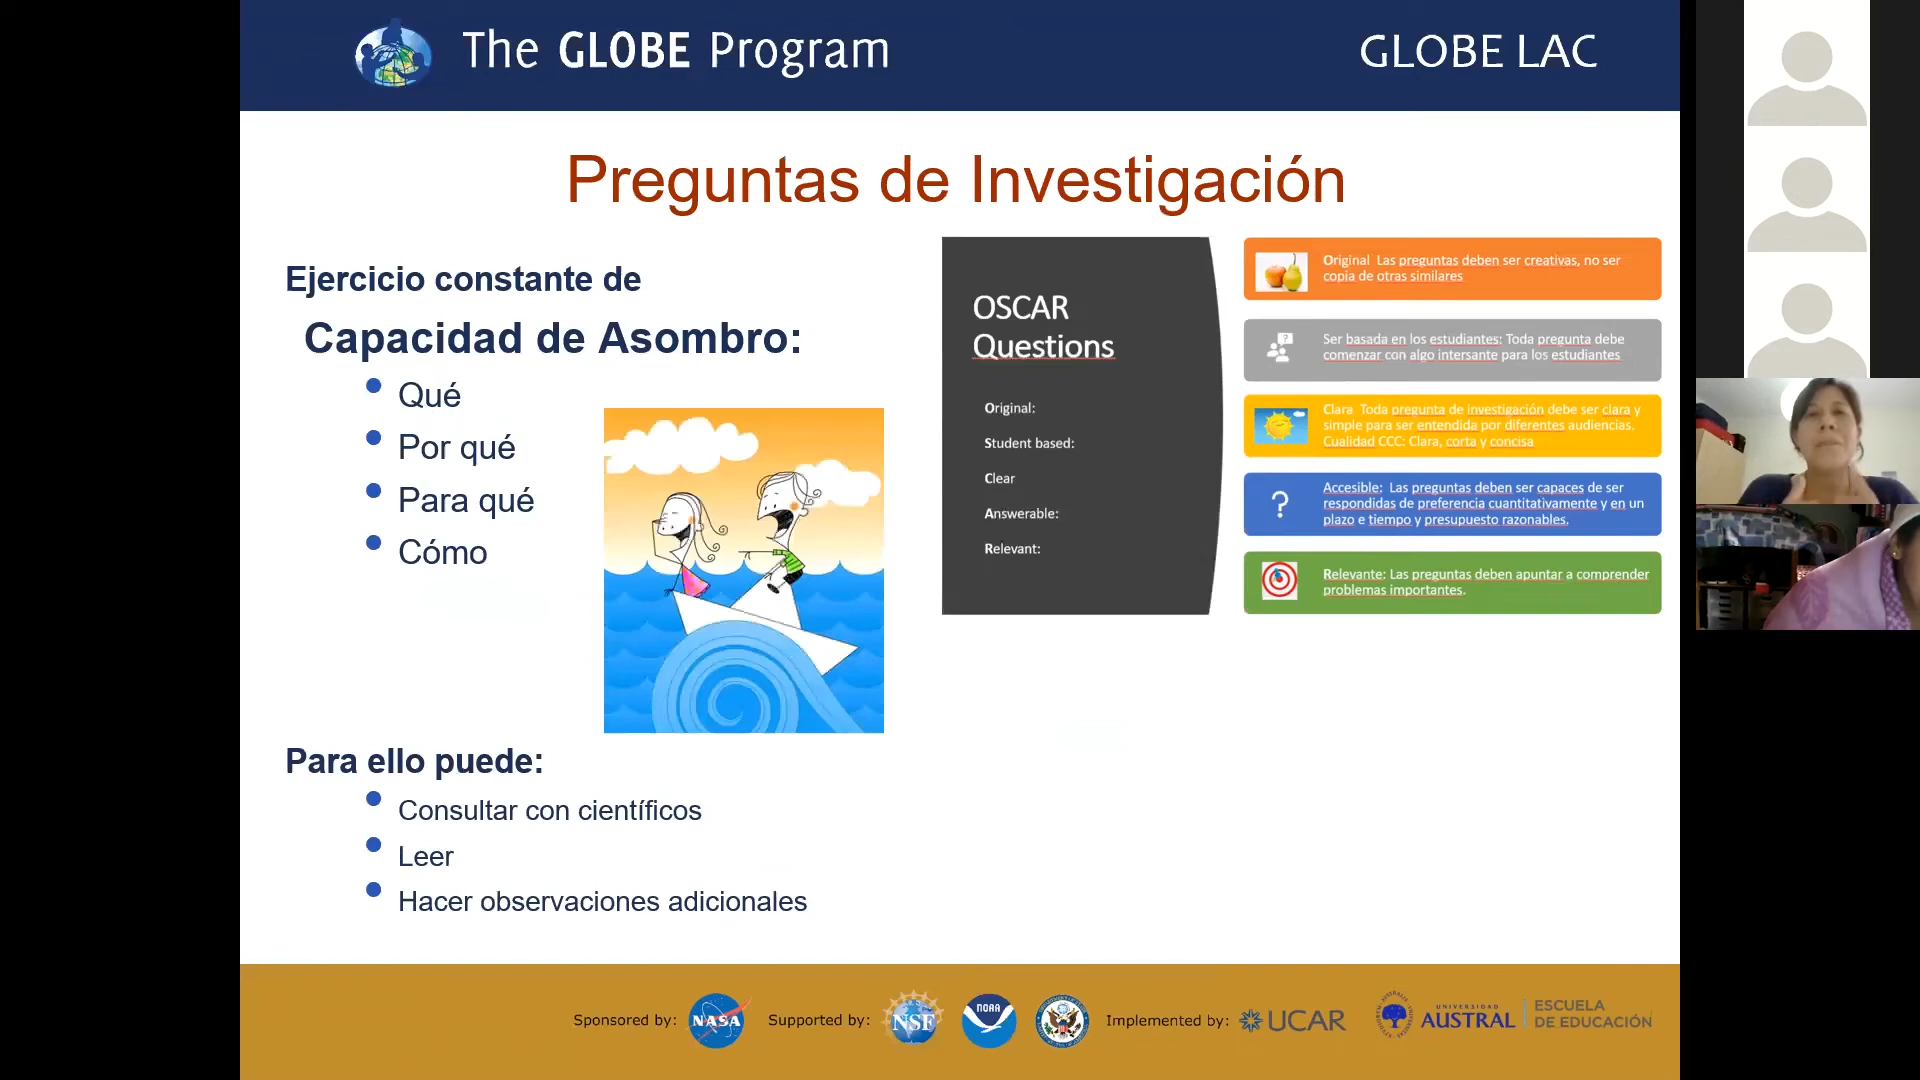 The GLOBE Program
GLOBE LAC
Preguntas de Investigación
Ejercicio constante de
Capacidad de Asombro:
Qué
Por qué
Para qué
Cómo
Para ello puede:
Consultar con científicos
Leer
Hacer observaciones adicionales
OSCAR
Questions
Original:
Student based:
Clear
Answerable:
Relevant:
Original Las preguntas deben ser creativas, no ser
copia de otras similares
Ser basada en los estudiantes: Toda pregunta debe
comenzar con algo intersante para los estudiantes
Clara Toda pregunta de investigación debe ser clara y
simple para ser entendida por diferentes audiencias.
Cualidad CCC: Clara, corta y concisa
?
Accesible: Las preguntas deben ser capaces de ser
respondidas de preferencia cuantitativamente y en un
plazo e tiempo y presupuesto razonables.
Relevante: Las preguntas deben apuntar a comprender
problemas importantes.
Sponsored by:
NASA
Supported by:
NSF
NOAA
Implemented by:
UCAR
UNIVERSIDAD
AUSTRAL
ESCUELA
DE EDUCACIÓN